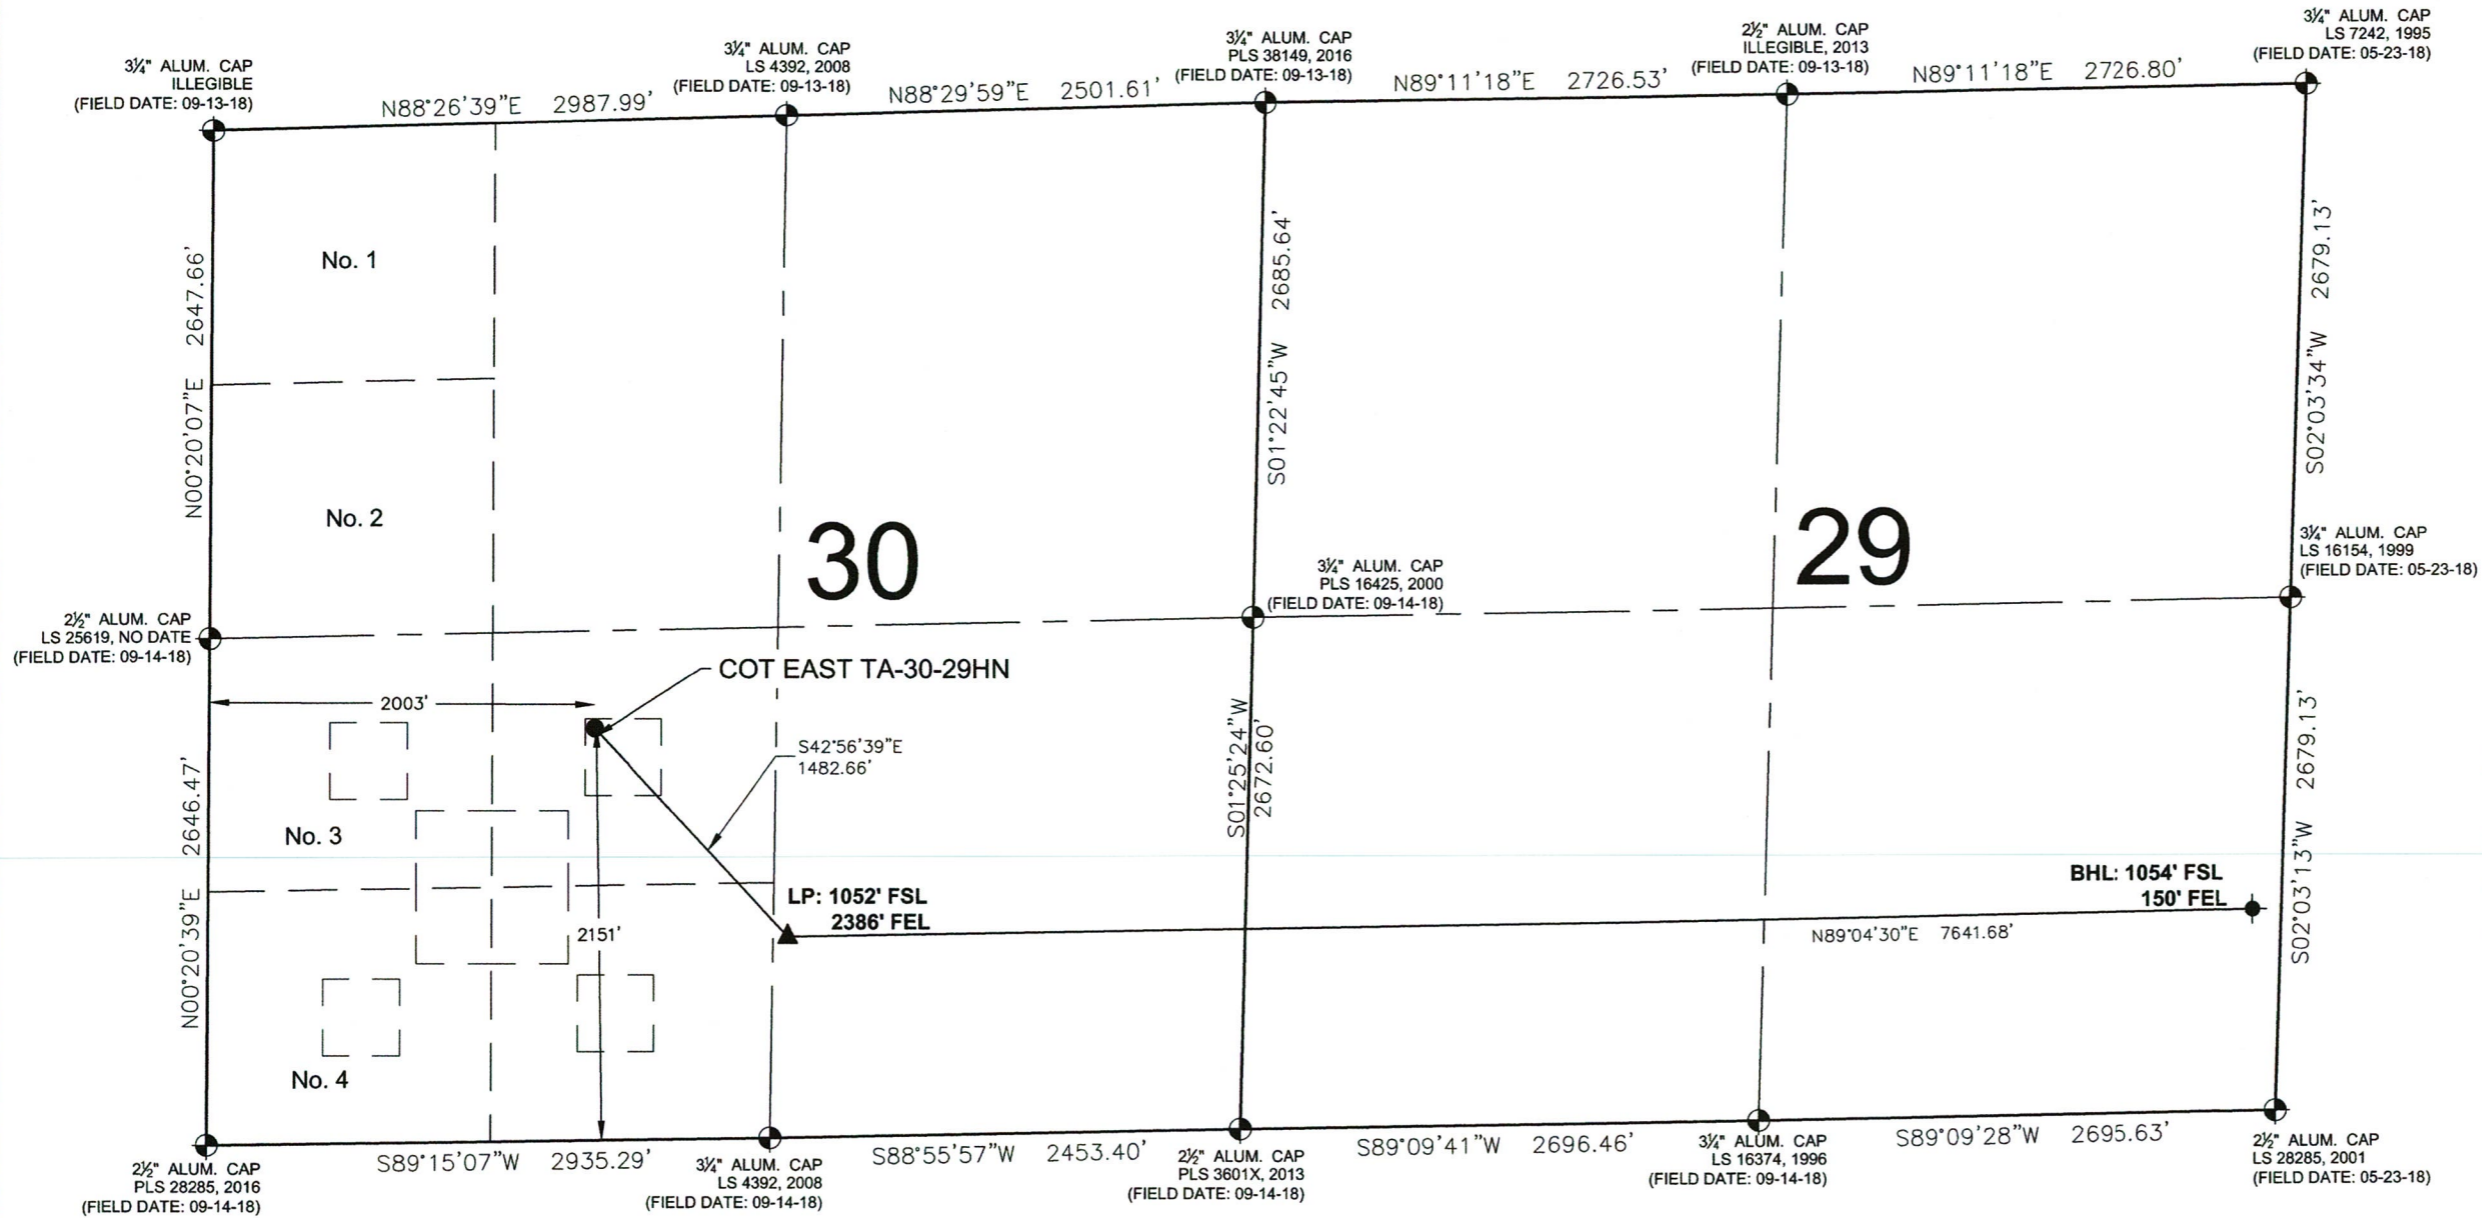 3¼" ALUM. CAP
ILLEGIBLE
(FIELD DATE: 09-13-18)
N88°26'39"E 2987.99'
3¼" ALUM. CAP
LS 4392, 2008
(FIELD DATE: 09-13-18)
N88°29'59"E 2501.61'
3¼" ALUM. CAP
PLS 38149, 2016
(FIELD DATE: 09-13-18)
N89°11'18"E 2726.53'
2½" ALUM. CAP
ILLEGIBLE, 2013
(FIELD DATE: 09-13-18)
N89°11'18"E 2726.80'
3¼" ALUM. CAP
LS 7242, 1995
(FIELD DATE: 05-23-18)
N00°20'07"E 2647.66'
No. 1
No. 2
30
S01°22'45"W 2685.64'
29
S02°03'34"W 2679.13'
2½" ALUM. CAP
LS 25619, NO DATE
(FIELD DATE: 09-14-18)
3¼" ALUM. CAP
PLS 16425, 2000
(FIELD DATE: 09-14-18)
3¼" ALUM. CAP
LS 16154, 1999
(FIELD DATE: 05-23-18)
COT EAST TA-30-29HN
2003'
S42°56'39"E
1482.66'
N00°20'39"E 2646.47'
No. 3
2151'
LP: 1052' FSL
2386' FEL
S01°25'24"W
2672.60'
BHL: 1054' FSL
150' FEL
N89°04'30"E 7641.68'
S02°03'13"W 2679.13'
No. 4
2½" ALUM. CAP
PLS 28285, 2016
(FIELD DATE: 09-14-18)
S89°15'07"W 2935.29'
3¼" ALUM. CAP
LS 4392, 2008
(FIELD DATE: 09-14-18)
S88°55'57"W 2453.40'
2½" ALUM. CAP
PLS 3601X, 2013
(FIELD DATE: 09-14-18)
S89°09'41"W 2696.46'
3¼" ALUM. CAP
LS 16374, 1996
(FIELD DATE: 09-14-18)
S89°09'28"W 2695.63'
2½" ALUM. CAP
LS 28285, 2001
(FIELD DATE: 05-23-18)